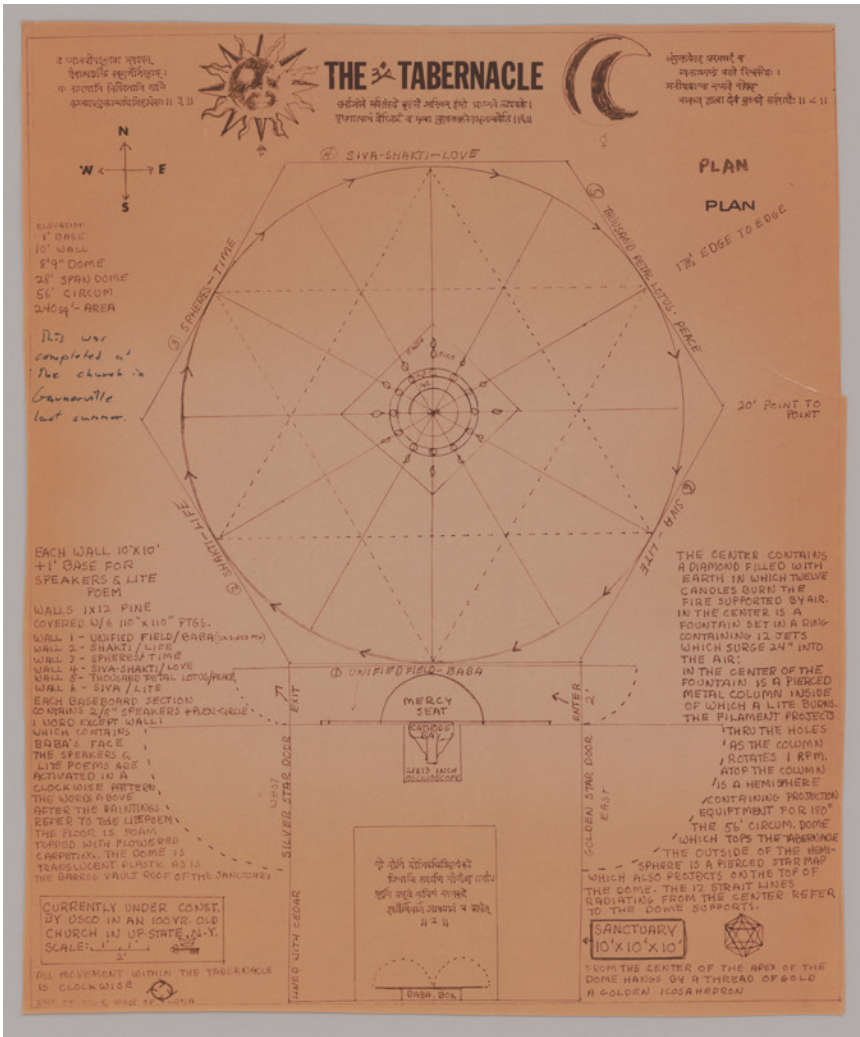 THE ॐ TABERNACLE
N
W E
S
PLAN
PLAN
④ SIVA-SHAKTI-LOVE
⑤ THOUSAND PETAL LOTUS-PEACE
17½' EDGE TO EDGE
③ SPHERES-TIME
ELEVATION
1' BASE
10' WALL
8'9" DOME
28' SPAN DOME
56' CIRCUM
240 sq'-AREA
This was
completed at
the church in
Garnerville
last summer.
20' POINT TO
POINT
② SHAKTI-LIFE
⑥ SIVA-LITE
EACH WALL 10'X10'
+1' BASE FOR
SPEAKERS & LITE
POEM
WALLS 1X12 PINE
COVERED W/6 110"X110" PTGS.
WALL 1 - UNIFIED FIELD/BABA
WALL 2 - SHAKTI/LIFE
WALL 3 - SPHERES/TIME
WALL 4 - SIVA-SHAKTI/LOVE
WALL 5 - THOUSAND PETAL LOTUS/PEACE
WALL 6 - SIVA/LITE
EACH BASEBOARD SECTION
CONTAINS 2/8" SPEAKERS + PLEXI-CIRCLE
1 WORD EXCEPT WALL 1
WHICH CONTAINS
BABA'S FACE
THE SPEAKERS &
LITE POEMS ARE
ACTIVATED IN A
CLOCKWISE PATTERN
THE WORDS ABOVE
AFTER THE PAINTINGS
REFER TO THE LITEPOEM
THE FLOOR IS FOAM
TOPPED WITH FLOWERED
CARPETING. THE DOME IS
TRANSLUCENT PLASTIC AS IS
THE BARREL VAULT ROOF OF THE SANCTUARY
CURRENTLY UNDER CONST.
BY USCO IN AN 100 YR. OLD
CHURCH IN UP-STATE, N.Y.
SCALE: 2'
ALL MOVEMENT WITHIN THE TABERNACLE
IS CLOCKWISE
① UNIFIED FIELD-BABA
EXIT
ENTER
2'
MERCY
SEAT
CATHODE
RAY
INCH
OSCILLOSCOPE
WEST
SILVER STAR DOOR
GOLDEN STAR DOOR
EAST
LINED WITH CEDAR
BABA BOX
THE CENTER CONTAINS
A DIAMOND FILLED WITH
EARTH IN WHICH TWELVE
CANDLES BURN THE
FIRE SUPPORTED BY AIR.
IN THE CENTER IS A
FOUNTAIN SET IN A RING
CONTAINING 12 JETS
WHICH SURGE 24" INTO
THE AIR:
IN THE CENTER OF THE
FOUNTAIN IS A PIERCED
METAL COLUMN INSIDE
OF WHICH A LITE BURNS.
THE FILAMENT PROJECTS
THRU THE HOLES
AS THE COLUMN
ROTATES 1 RPM.
ATOP THE COLUMN
IS A HEMISPHERE
CONTAINING PROJECTION
EQUIPTMENT FOR 180°
THE 56' CIRCUM. DOME
WHICH TOPS THE TABERNACLE
THE OUTSIDE OF THE HEMI-
SPHERE IS A PIERCED STAR MAP
WHICH ALSO PROJECTS ON THE TOP OF
THE DOME. THE 12 STRAIT LINES
RADIATING FROM THE CENTER REFER
TO THE DOME SUPPORTS.
SANCTUARY
10'X10'X10'
FROM THE CENTER OF THE APEX OF THE
DOME HANGS BY A THREAD OF GOLD
A GOLDEN ICOSAHEDRON